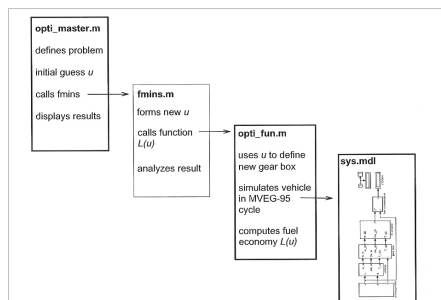 opti_master.m
defines problem
initial guess u
calls fmins
displays results
fmins.m
forms new u
calls function
L(u)
analyzes result
opti_fun.m
uses u to define
new gear box
simulates vehicle
in MVEG-95
cycle
computes fuel
economy L(u)
sys.mdl